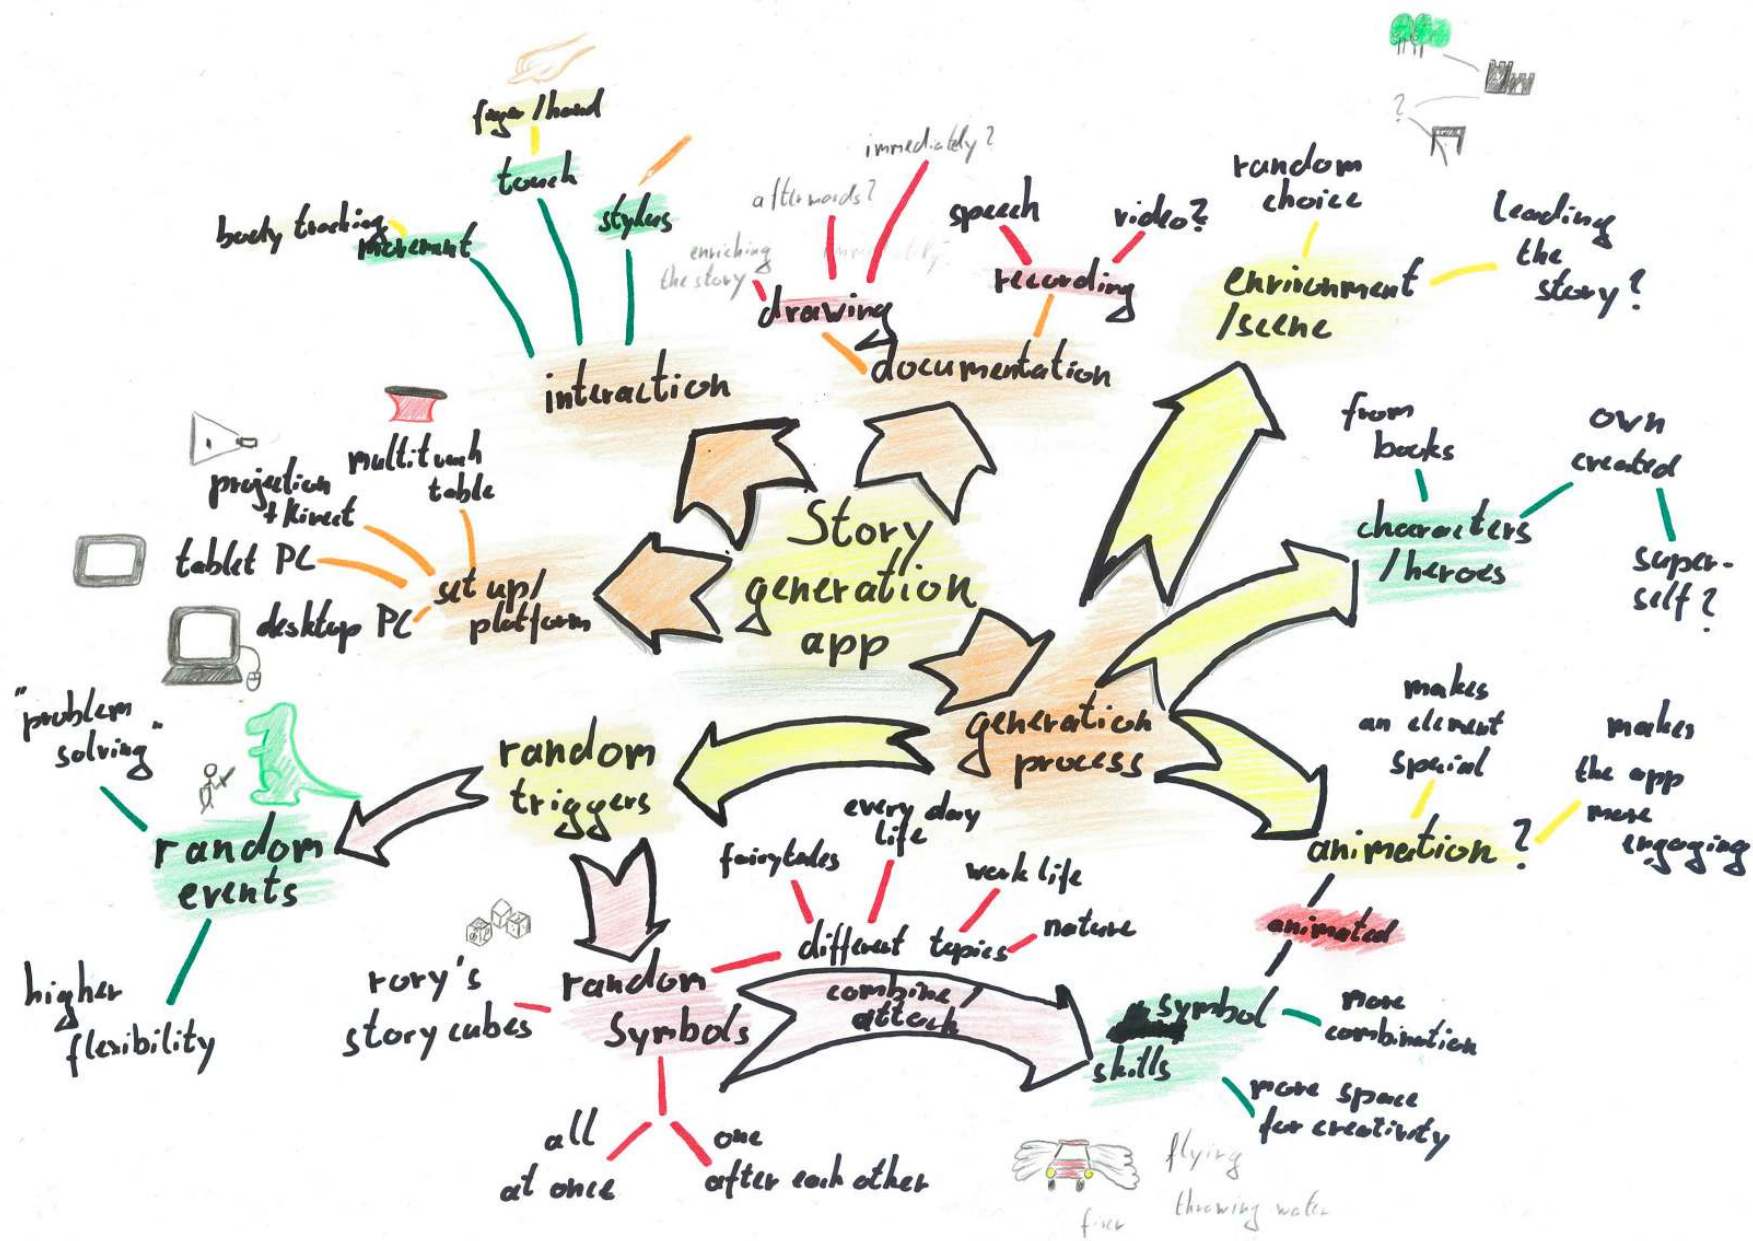 finger/hand
touch
stylus
body tracking
movement
interaction
immediately?
afterwards?
enriching
the story
drawing
speech
video?
recording
documentation
random
choice
leading
the
story?
environment
/scene
?
from
books
own
created
characters
/heroes
super-
self?
multitouch
table
projection
+ Kinect
tablet PC
desktop PC
set up/
platform
Story
generation
app
generation
process
makes
an element
special
makes
the app
more
engaging
animation?
animated
"problem
solving"
random
events
higher
flexibility
random
triggers
every day
life
fairytales
work life
nature
different topics
rory's
story cubes
random
symbols
combine/
attach
all
at once
one
after each other
symbol
skills
more
combination
more space
for creativity
flying
throwing water